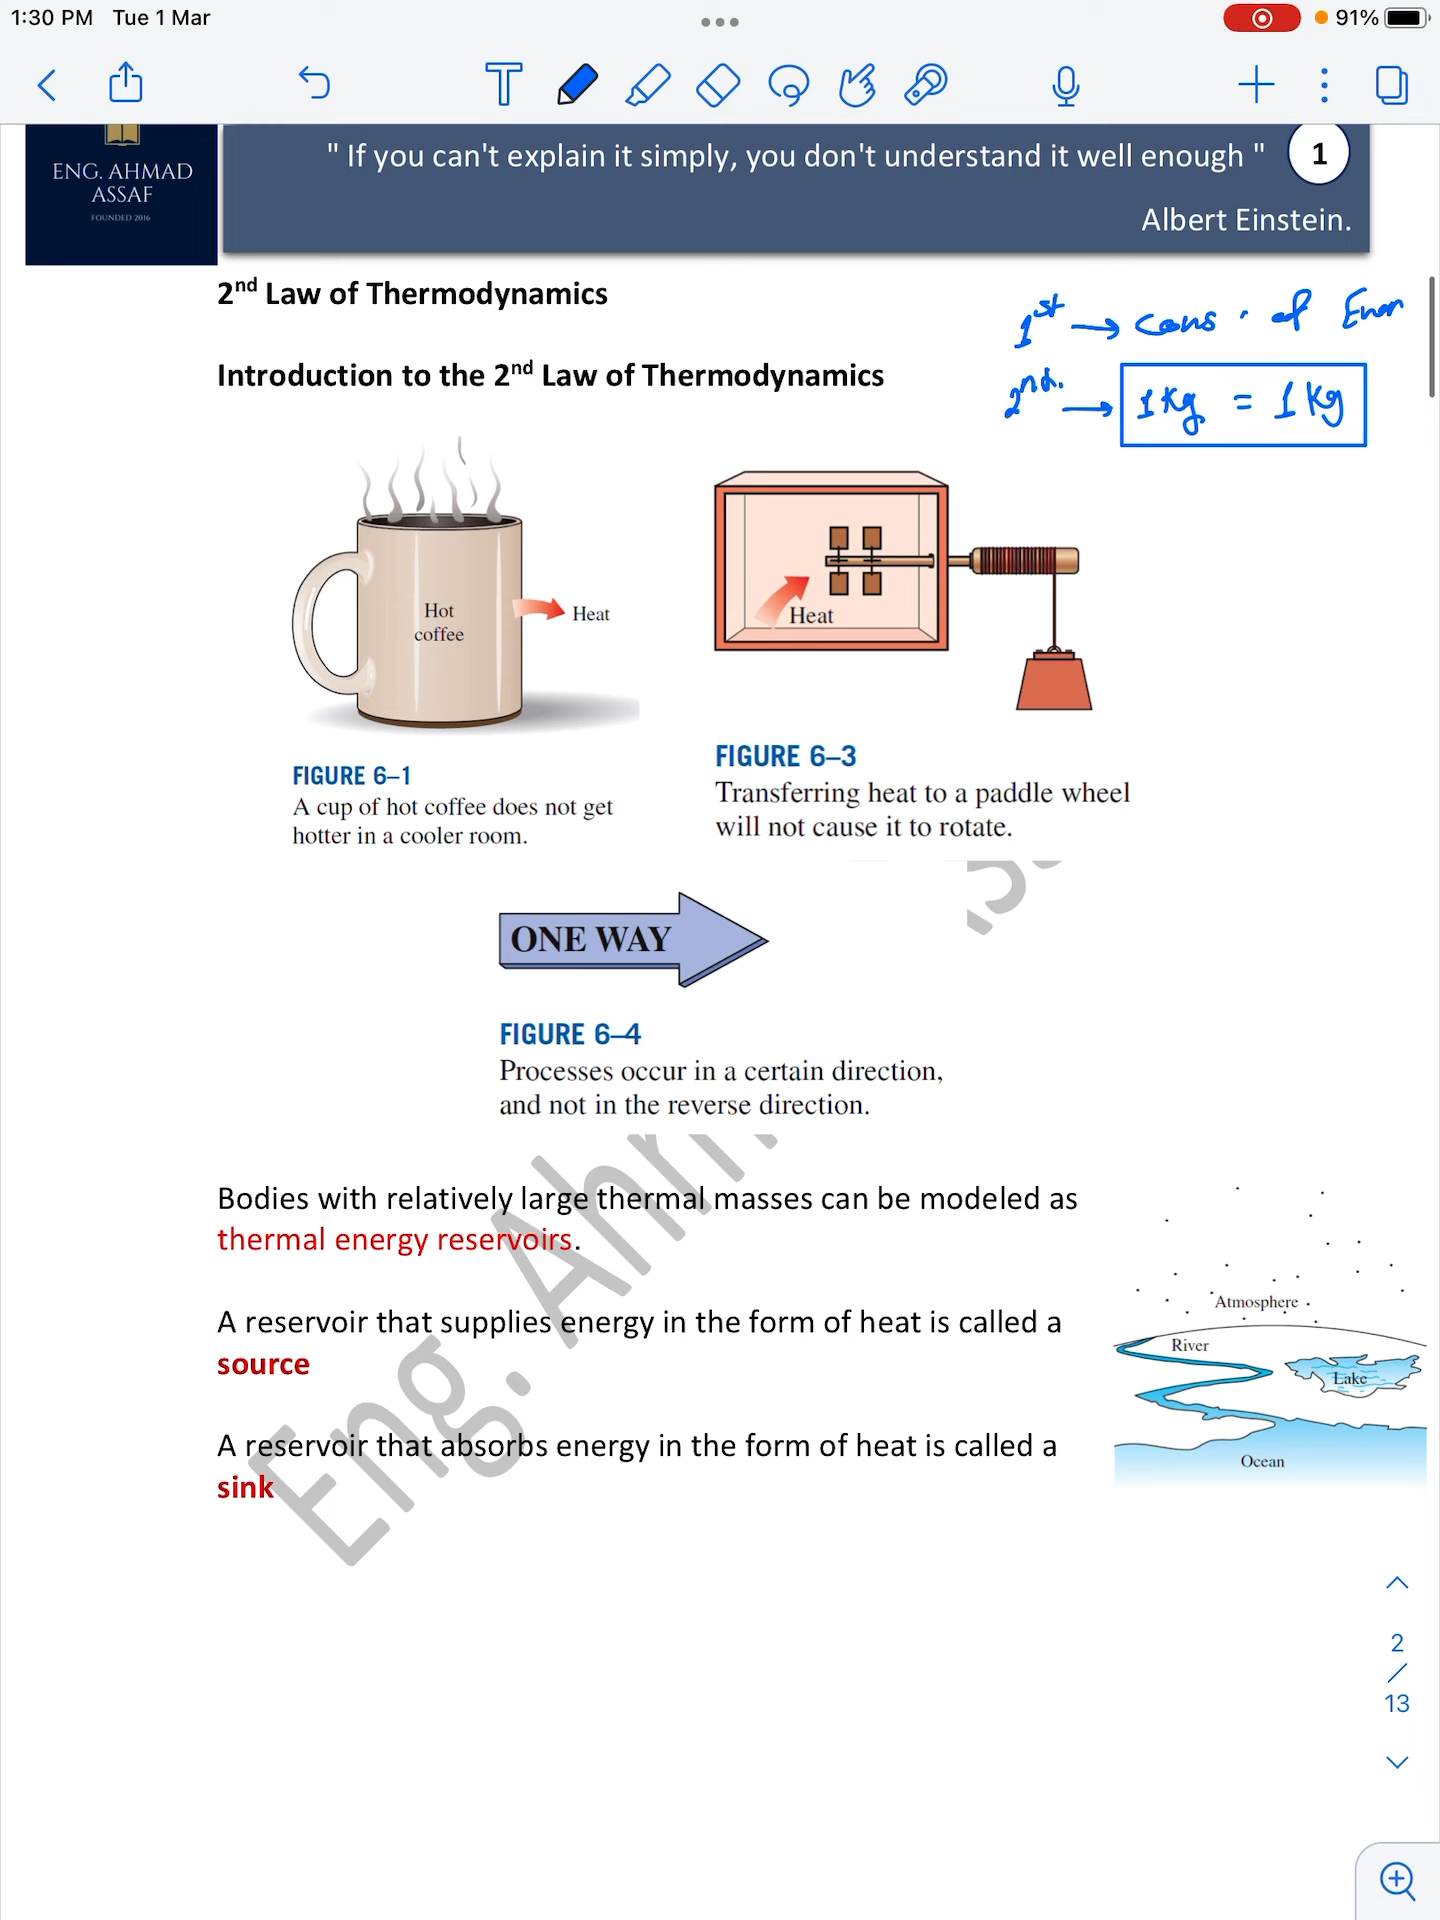 1:30 PM Tue 1 Mar
91%
ENG. AHMAD
ASSAF
FOUNDED 2016
" If you can't explain it simply, you don't understand it well enough "
1
Albert Einstein.
2nd Law of Thermodynamics
1st → Cons. of Ener
Introduction to the 2nd Law of Thermodynamics
2nd. → 1 Kg = 1 Kg
Hot
coffee
Heat
Heat
FIGURE 6–1
A cup of hot coffee does not get
hotter in a cooler room.
FIGURE 6–3
Transferring heat to a paddle wheel
will not cause it to rotate.
ONE WAY
FIGURE 6–4
Processes occur in a certain direction,
and not in the reverse direction.
Bodies with relatively large thermal masses can be modeled as
thermal energy reservoirs.
A reservoir that supplies energy in the form of heat is called a
source
A reservoir that absorbs energy in the form of heat is called a
sink
Atmosphere
River
Lake
Ocean
Eng.
2
/
13